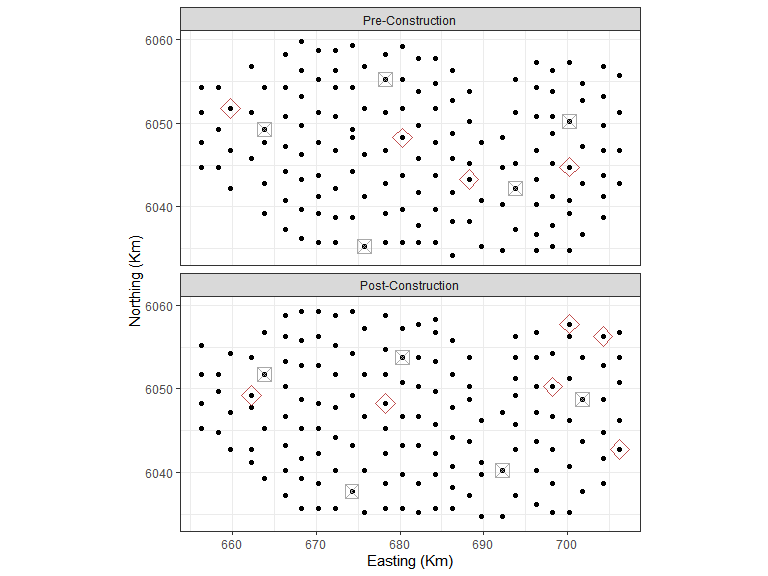 Pre-Construction
6060
6050
6040
Post-Construction
6060
6050
6040
Northing (Km)
660 670 680 690 700
Easting (Km)